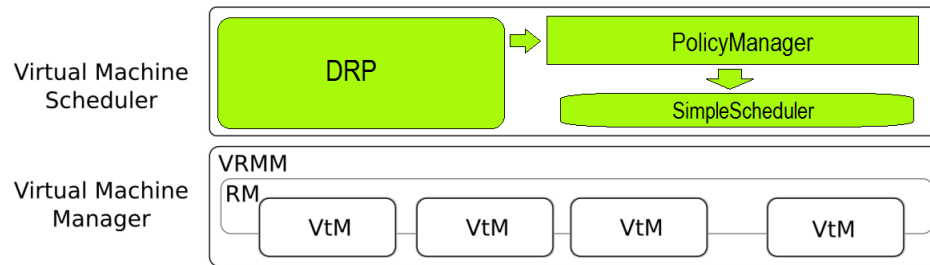 Virtual Machine
Scheduler
DRP
PolicyManager
SimpleScheduler
Virtual Machine
Manager
VRMM
RM
VtM
VtM
VtM
VtM